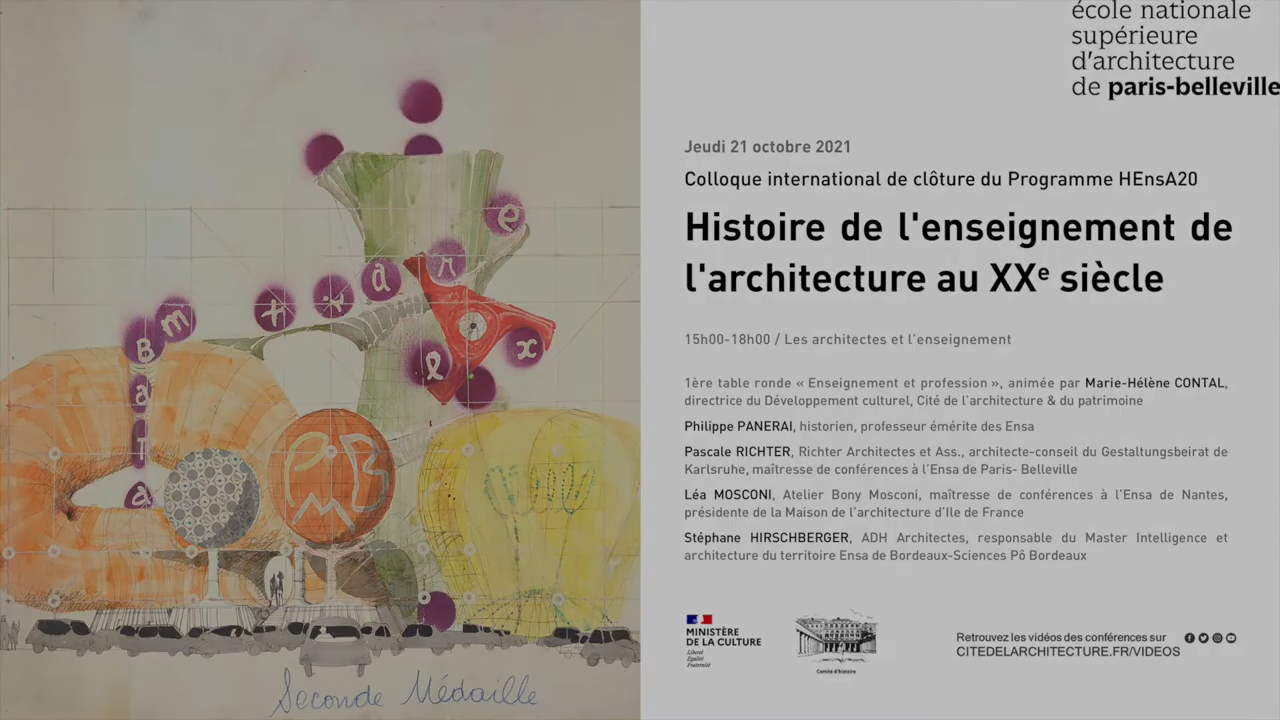 école nationale
supérieure
d'architecture
de paris-belleville
Jeudi 21 octobre 2021
Colloque international de clôture du Programme HEnsA20
Histoire de l'enseignement de
l'architecture au XXe siècle
15h00-18h00 / Les architectes et l'enseignement
1ère table ronde « Enseignement et profession », animée par Marie-Hélène CONTAL,
directrice du Développement culturel, Cité de l'architecture & du patrimoine
Philippe PANERAI, historien, professeur émérite des Ensa
Pascale RICHTER, Richter Architectes et Ass., architecte-conseil du Gestaltungsbeirat de
Karlsruhe, maîtresse de conférences à l'Ensa de Paris- Belleville
Léa MOSCONI, Atelier Bony Mosconi, maîtresse de conférences à l'Ensa de Nantes,
présidente de la Maison de l'architecture d'Ile de France
Stéphane HIRSCHBERGER, ADH Architectes, responsable du Master Intelligence et
architecture du territoire Ensa de Bordeaux-Sciences Pô Bordeaux
MINISTÈRE
DE LA CULTURE
Liberté
Égalité
Fraternité
Comité d'histoire
Retrouvez les vidéos des conférences sur
CITEDELARCHITECTURE.FR/VIDEOS
Bata
Seconde Médaille